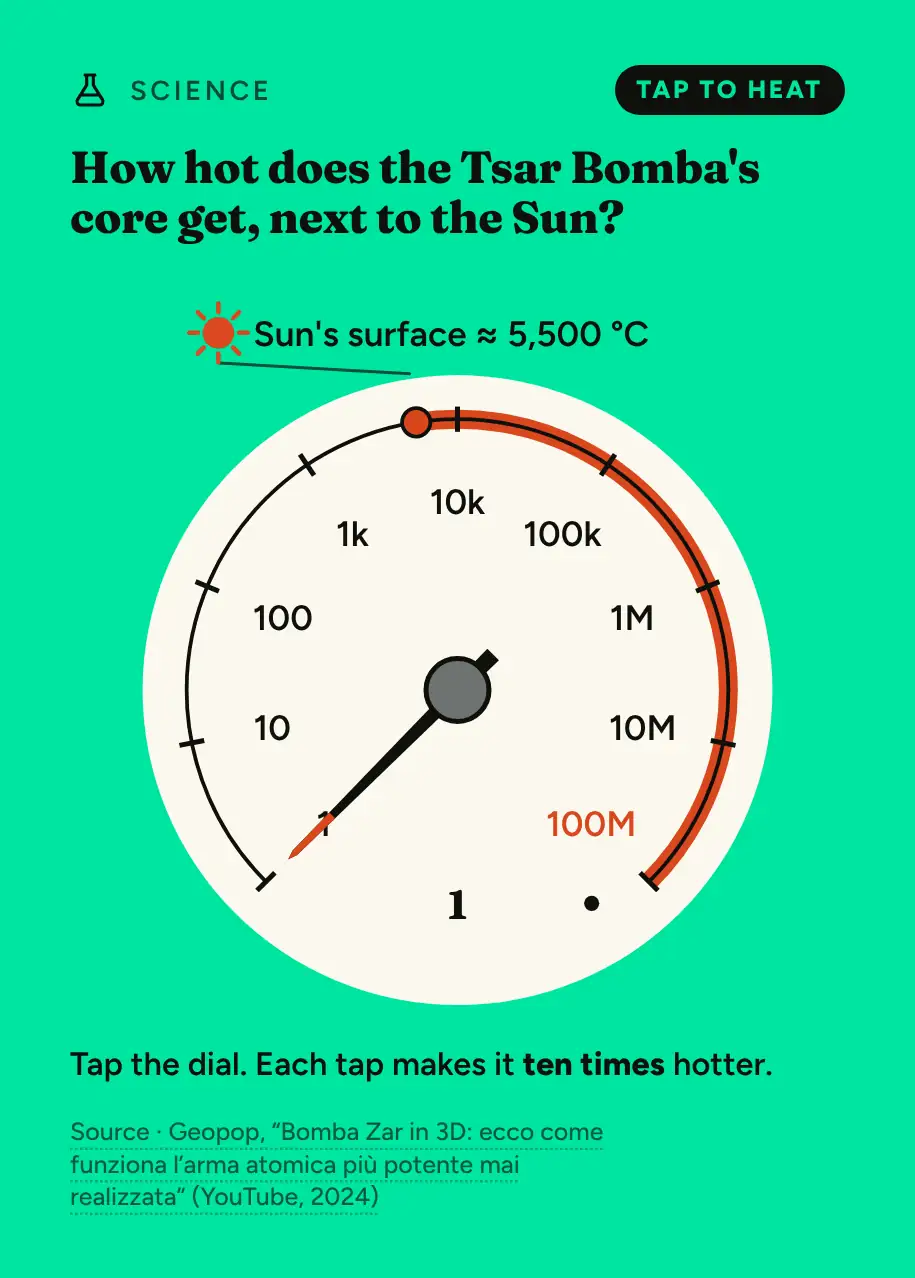 SCIENCE
TAP TO HEAT
How hot does the Tsar Bomba's
core get, next to the Sun?
Sun's surface ≈ 5,500 °C
10k
1k
100k
100
1M
10
10M
1
100M
1
Tap the dial. Each tap makes it ten times hotter.
Source · Geopop, “Bomba Zar in 3D: ecco come
funziona l’arma atomica più potente mai
realizzata” (YouTube, 2024)